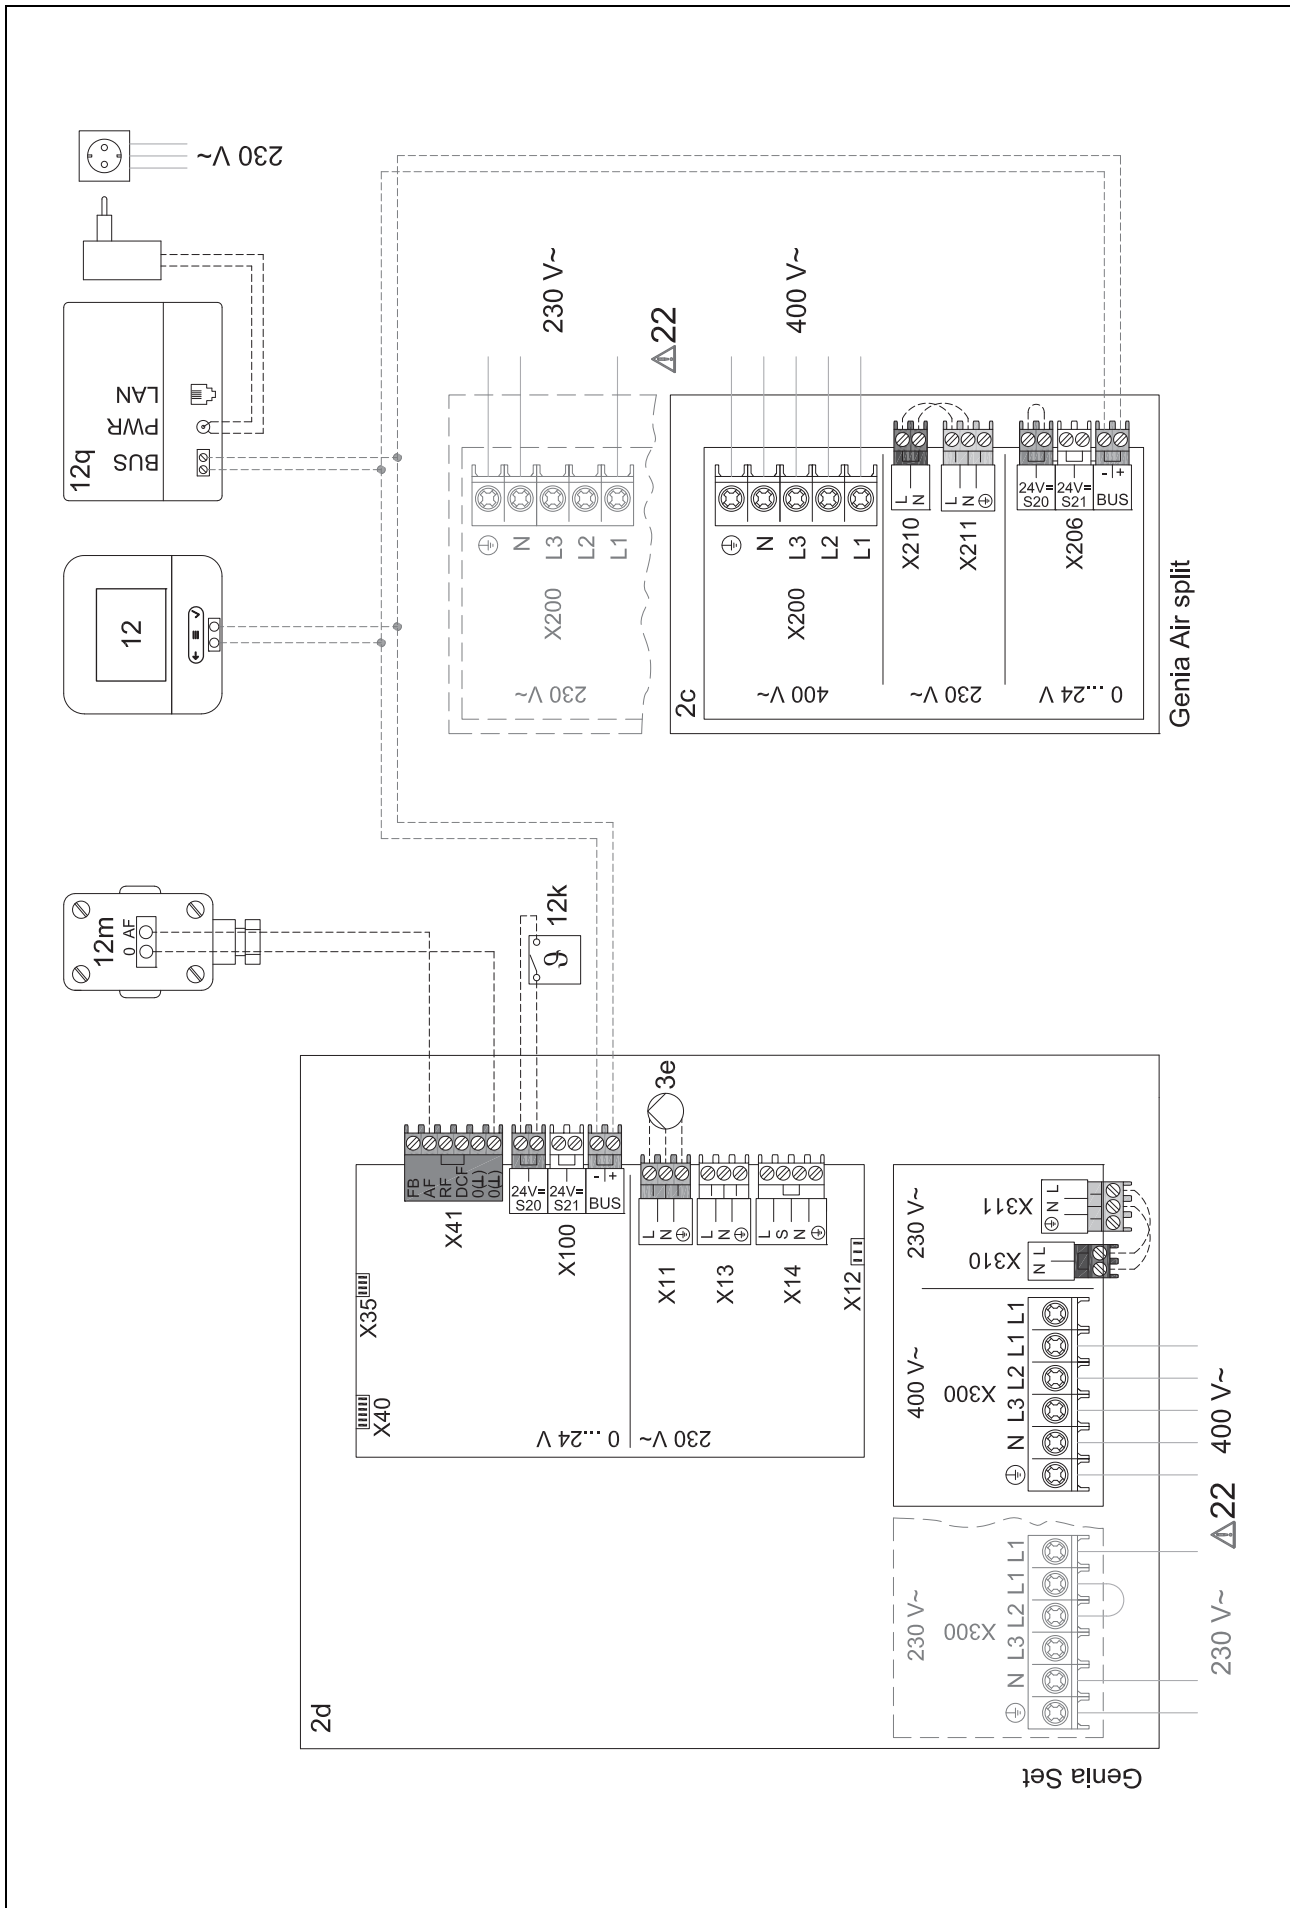 230 V~
12q
BUS
PWR
LAN
12
12m
0 AF
12k
ϑ
3e
230 V~
22
400 V~
⏚
N
L3
L2
L1
X200
230 V~
2c
⏚
N
L3
L2
L1
X200
400 V~
L
N
X210
L
N
⏚
X211
230 V~
24V=
S20
24V=
S21
- +
BUS
X206
0 ...24 V
Genia Air split
FB
AF
RF
DCF
0(⊥)
0(⊥)
X41
24V=
S20
24V=
S21
- +
BUS
X100
L
N
⏚
X11
L
N
⏚
X13
L
S
N
⏚
X14
X12
X35
X40
0 ...24 V
230 V~
230 V~
⏚ N L
X311
N L
X310
400 V~
X300
⏚ N L3 L2 L1 L1
400 V~
22
230 V~
X300
⏚ N L3 L2 L1 L1
230 V~
2d
Genia Set